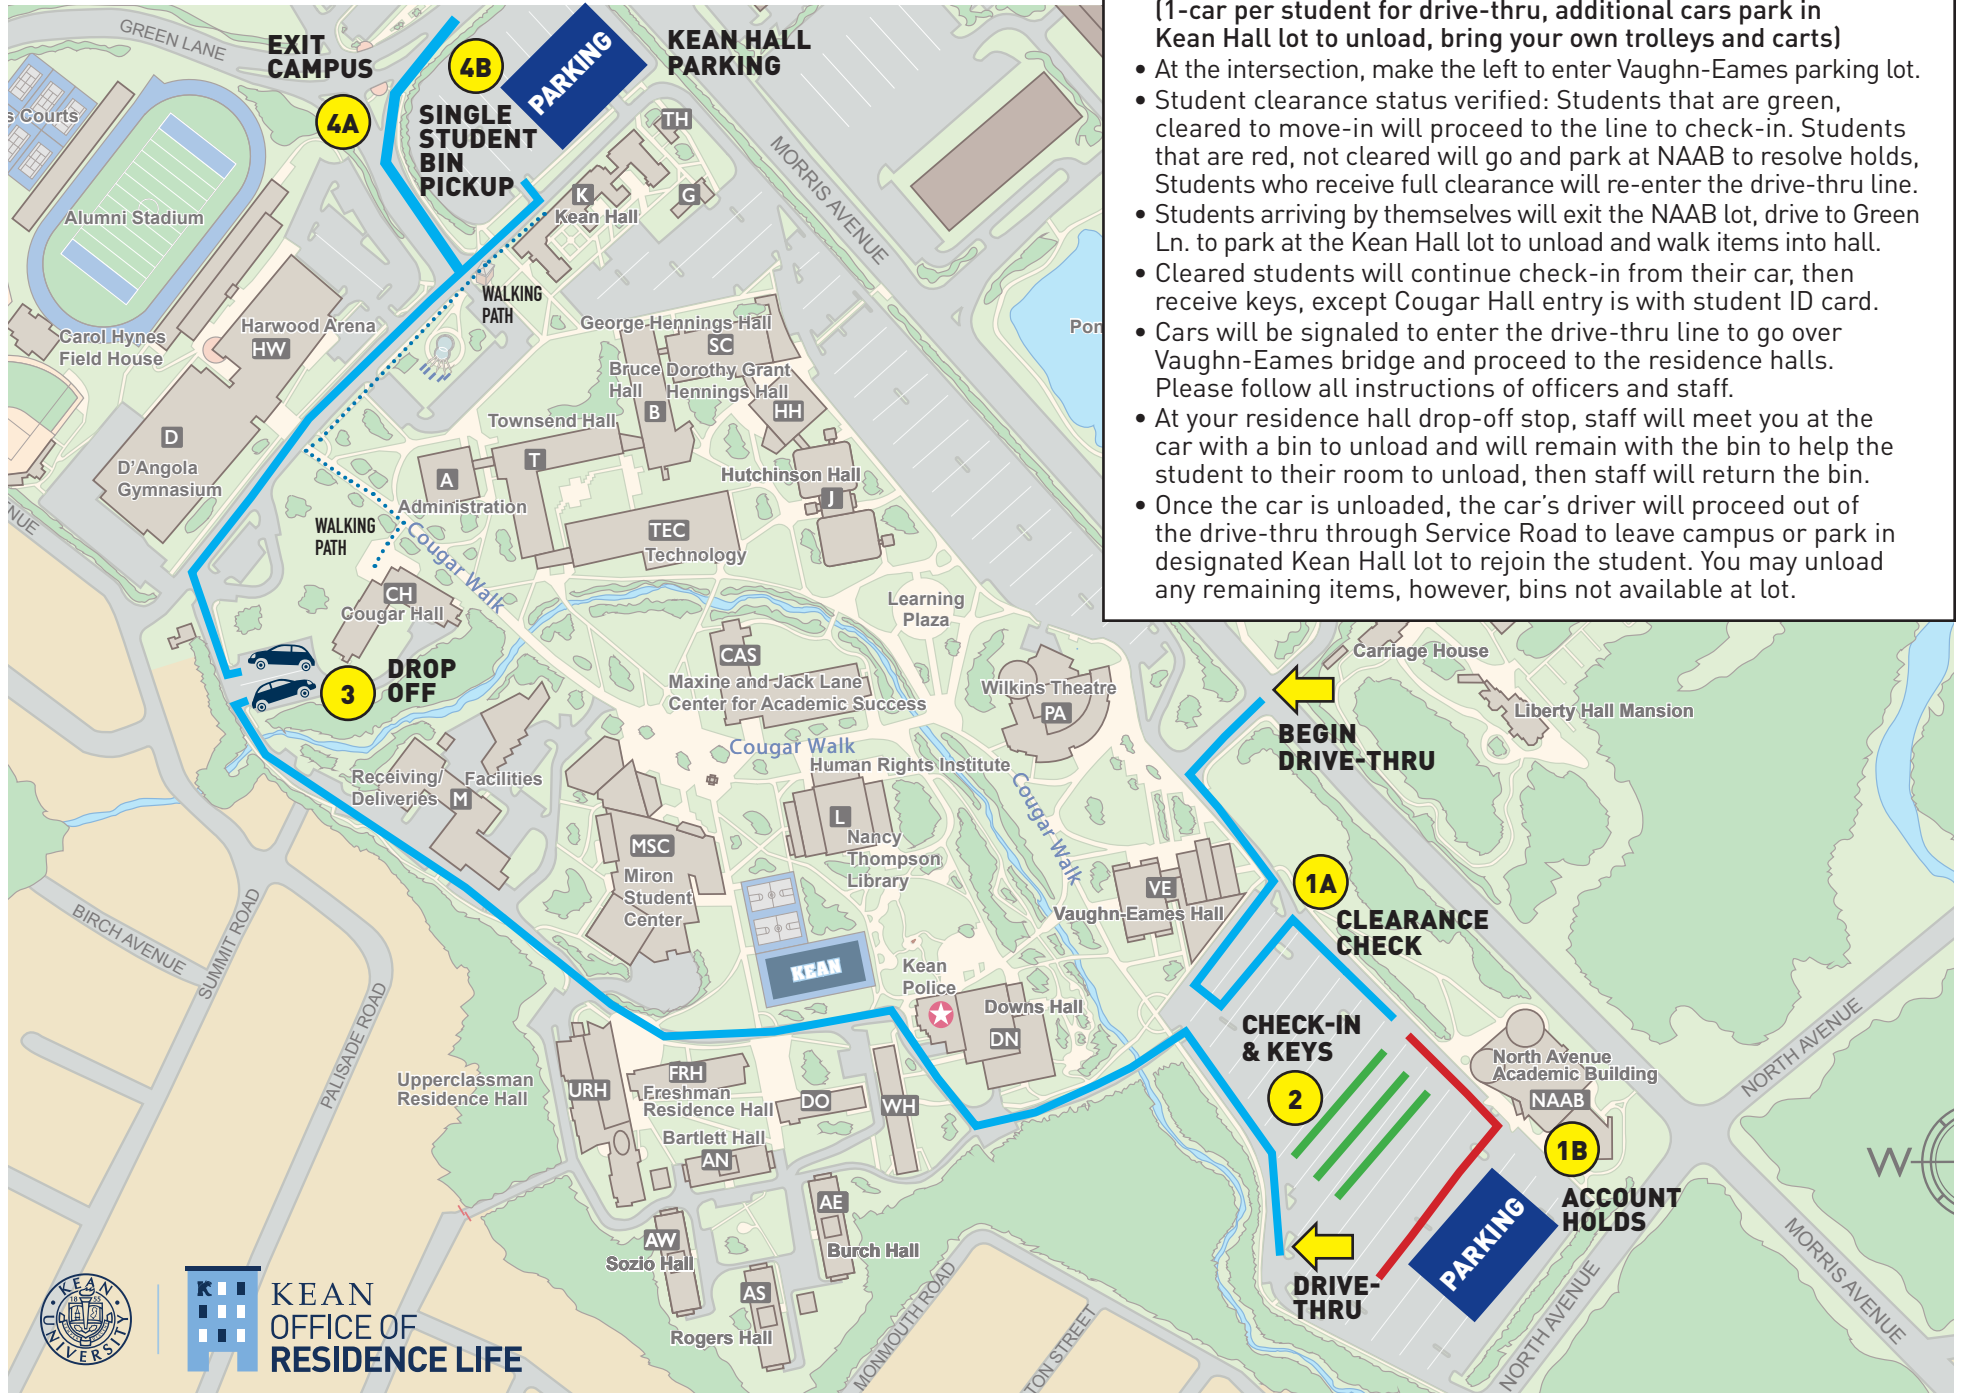 (1-car per student for drive-thru, additional cars park in
Kean Hall lot to unload, bring your own trolleys and carts)
• At the intersection, make the left to enter Vaughn-Eames parking lot.
• Student clearance status verified: Students that are green,
cleared to move-in will proceed to the line to check-in. Students
that are red, not cleared will go and park at NAAB to resolve holds,
Students who receive full clearance will re-enter the drive-thru line.
• Students arriving by themselves will exit the NAAB lot, drive to Green
Ln. to park at the Kean Hall lot to unload and walk items into hall.
• Cleared students will continue check-in from their car, then
receive keys, except Cougar Hall entry is with student ID card.
• Cars will be signaled to enter the drive-thru line to go over
Vaughn-Eames bridge and proceed to the residence halls.
Please follow all instructions of officers and staff.
• At your residence hall drop-off stop, staff will meet you at the
car with a bin to unload and will remain with the bin to help the
student to their room to unload, then staff will return the bin.
• Once the car is unloaded, the car's driver will proceed out of
the drive-thru through Service Road to leave campus or park in
designated Kean Hall lot to rejoin the student. You may unload
any remaining items, however, bins not available at lot.
GREEN LANE
EXIT
CAMPUS
4A
4B
SINGLE
STUDENT
BIN
PICKUP
PARKING
KEAN HALL
PARKING
s Courts
Alumni Stadium
TH
K
G
Kean Hall
MORRIS AVENUE
WALKING
PATH
Carol Hynes
Field House
Harwood Arena
HW
George Hennings Hall
SC
Bruce
Hall
Dorothy Grant
Hennings Hall
B
HH
Pon
D
D'Angola
Gymnasium
Townsend Hall
T
A
Administration
Hutchinson Hall
J
TEC
Technology
NUE
WALKING
PATH
Cougar Walk
CH
Cougar Hall
Learning
Plaza
3
DROP
OFF
CAS
Maxine and Jack Lane
Center for Academic Success
Wilkins Theatre
PA
Carriage House
Liberty Hall Mansion
BEGIN
DRIVE-THRU
Cougar Walk
Human Rights Institute
Cougar Walk
Receiving/
Deliveries
Facilities
M
L
Nancy
Thompson
Library
MSC
Miron
Student
Center
VE
Vaughn-Eames Hall
1A
CLEARANCE
CHECK
BIRCH AVENUE
SUMMIT ROAD
PALISADE ROAD
KEAN
Kean
Police
Downs Hall
DN
CHECK-IN
& KEYS
2
North Avenue
Academic Building
NAAB
NORTH AVENUE
1B
ACCOUNT
HOLDS
PARKING
W
Upperclassman
Residence Hall
URH
FRH
Freshman
Residence Hall
DO
WH
Bartlett Hall
AN
AE
Burch Hall
AW
Sozio Hall
AS
Rogers Hall
DRIVE-
THRU
MORRIS AVENUE
NORTH AVENUE
MONMOUTH ROAD
TON STREET
KEAN
1855
UNIVERSITY
K
KEAN
OFFICE OF
RESIDENCE LIFE